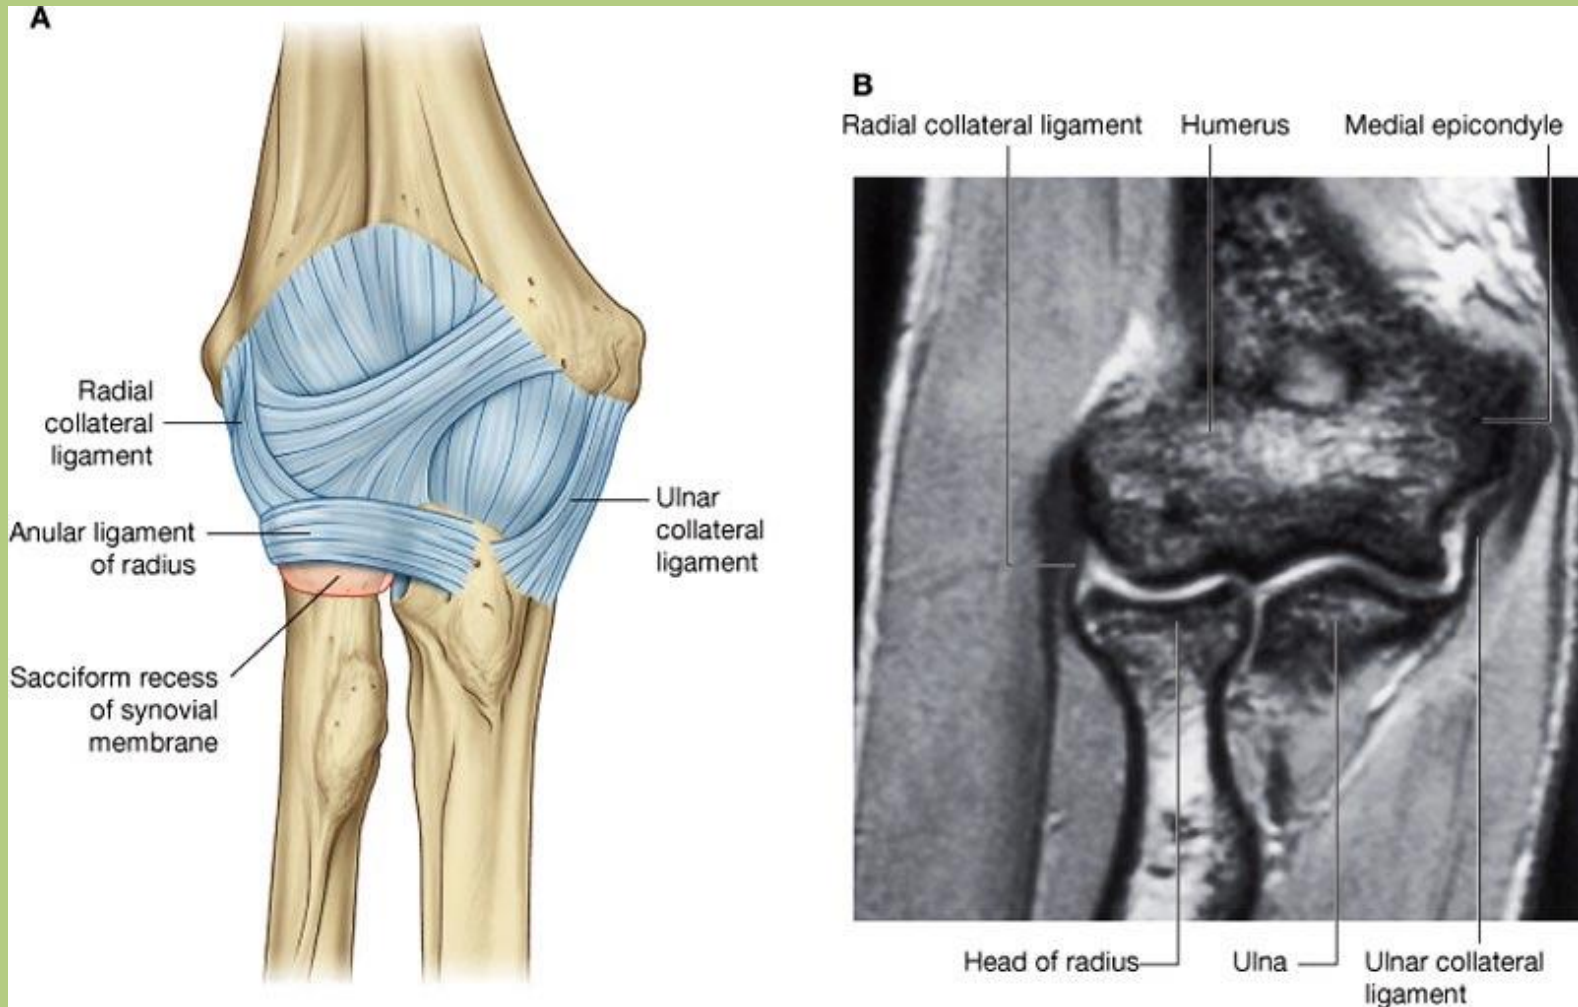 A
Radial
collateral
ligament
Anular ligament
of radius
Sacciform recess
of synovial
membrane
Ulnar
collateral
ligament
B
Radial collateral ligament
Humerus
Medial epicondyle
Head of radius
Ulna
Ulnar collateral
ligament